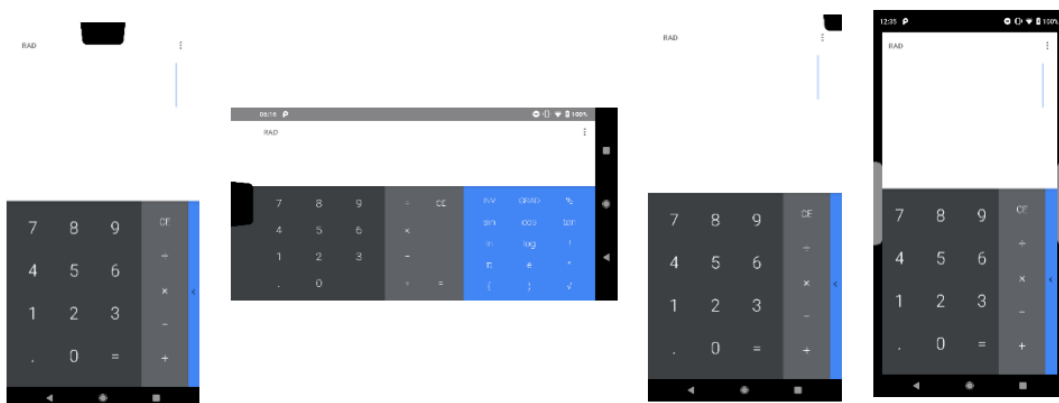 RAD
7 8 9 CE
÷
4 5 6
×
1 2 3
−
. 0 = +
100%
RAD
7 8 9 ÷ CE INV GRAD %
4 5 6 × sin cos tan
1 2 3 − ln log !
π e ^
. 0 + = ( ) √
RAD
7 8 9 CE
÷
4 5 6
×
1 2 3
−
. 0 = +
12:35 100%
RAD
7 8 9 CE
÷
4 5 6
×
1 2 3
−
. 0 = +